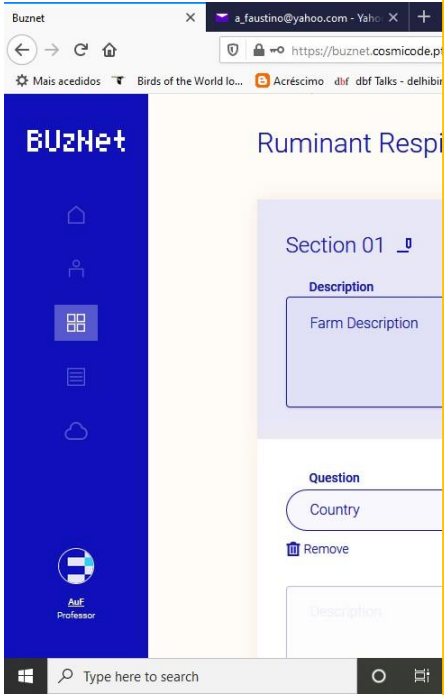 Buznet
a_faustino@yahoo.com - Yaho
https://buznet.cosmicode.pt
Mais acedidos Birds of the World lo... Acréscimo dbf dbf Talks - delhibir
BUzNet
Ruminant Respi
Section 01
Description
Farm Description
Question
Country
Remove
Description
AuF
Professor
Type here to search